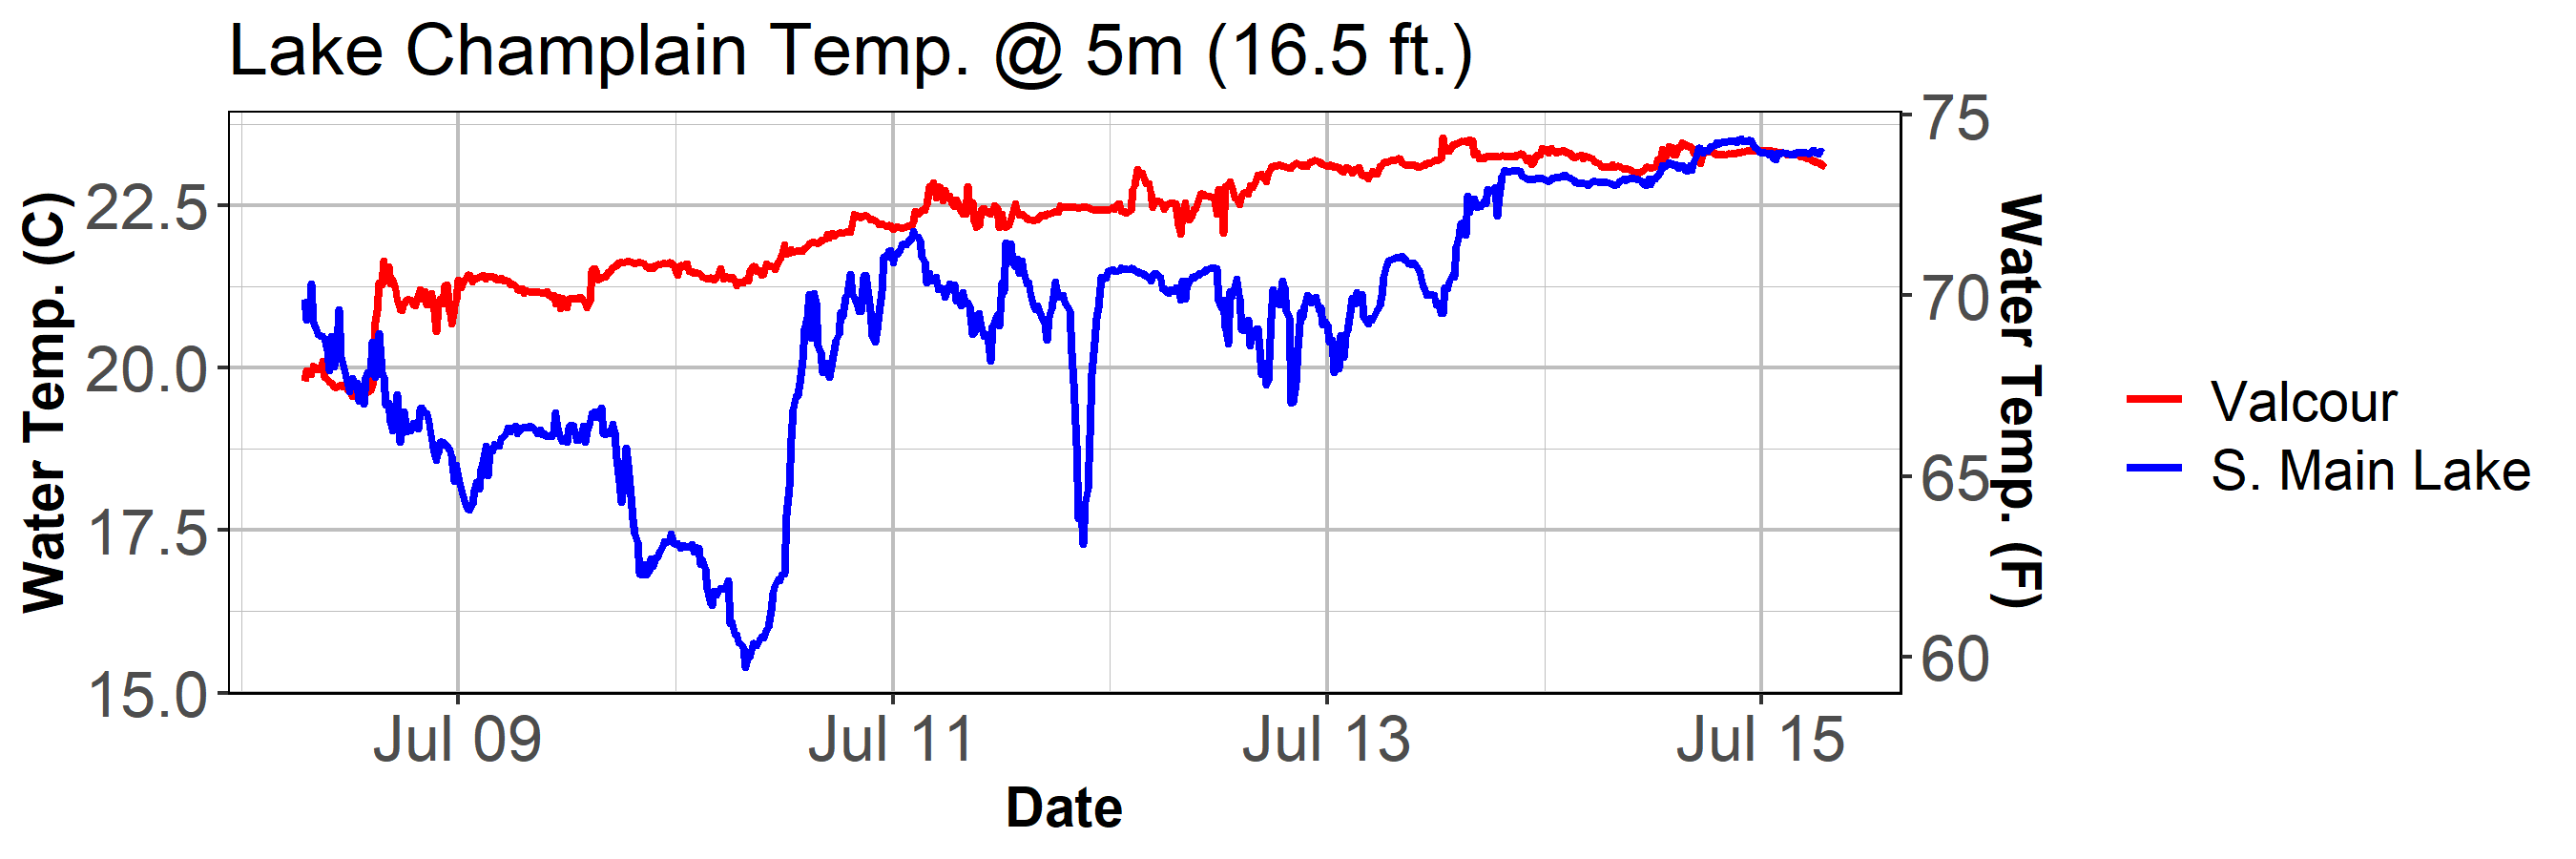 Lake Champlain Temp. @ 5m (16.5 ft.)
Water Temp. (C)
22.5
20.0
17.5
15.0
75
70
65
60
Water Temp. (F)
Jul 09
Jul 11
Jul 13
Jul 15
Date
Valcour
S. Main Lake